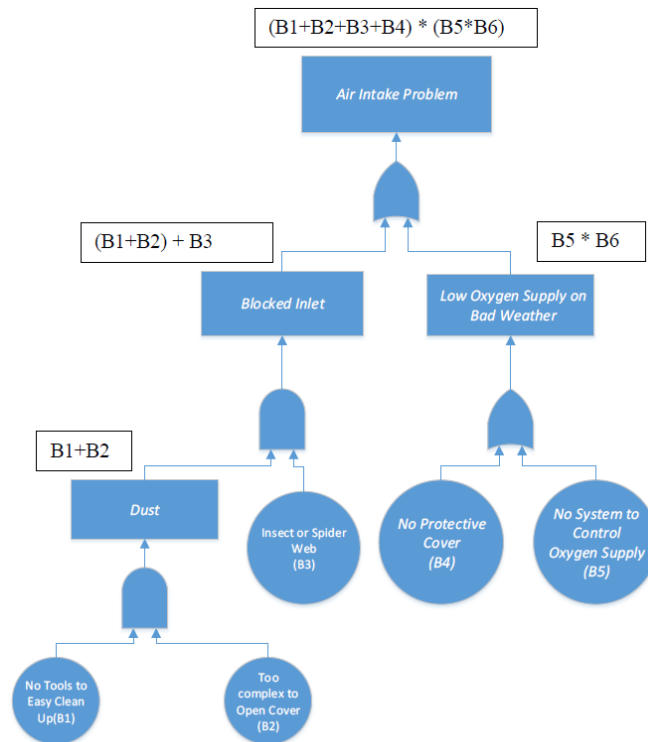 (B1+B2+B3+B4) * (B5*B6)
Air Intake Problem
(B1+B2) + B3
B5 * B6
Blocked Inlet
Low Oxygen Supply on
Bad Weather
B1+B2
Dust
Insect or Spider
Web
(B3)
No Protective
Cover
(B4)
No System to
Control
Oxygen Supply
(B5)
No Tools to
Easy Clean
Up(B1)
Too
complex to
Open Cover
(B2)